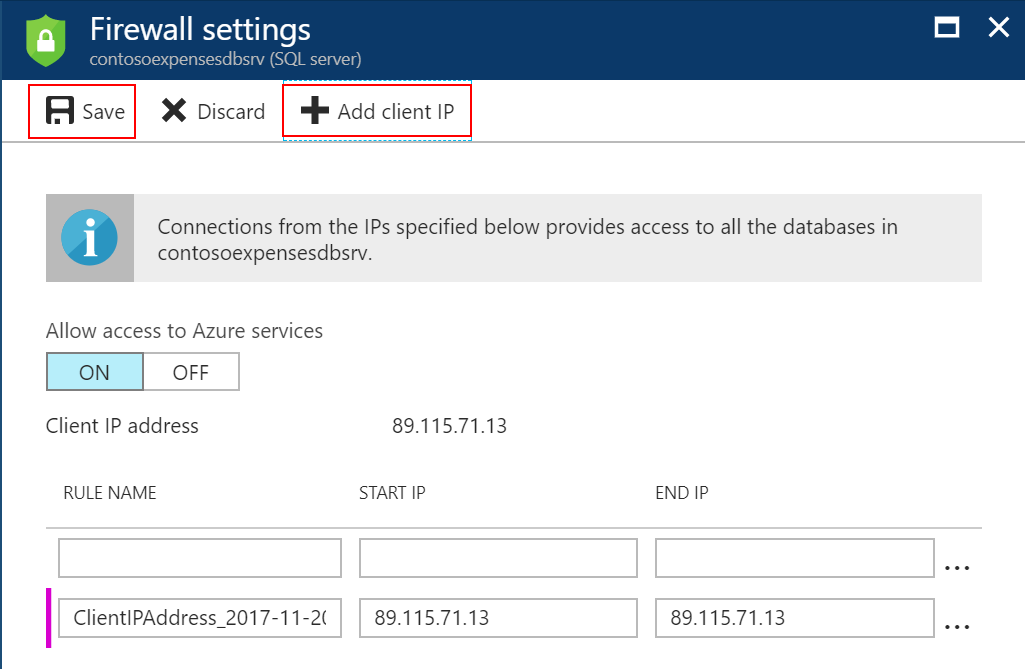 Firewall settings
contosoexpensesdbsrv (SQL server)
Save Discard Add client IP
Connections from the IPs specified below provides access to all the databases in
contosoexpensesdbsrv.
Allow access to Azure services
ON OFF
Client IP address 89.115.71.13
RULE NAME START IP END IP
...
ClientIPAddress_2017-11-20 89.115.71.13 89.115.71.13 ...